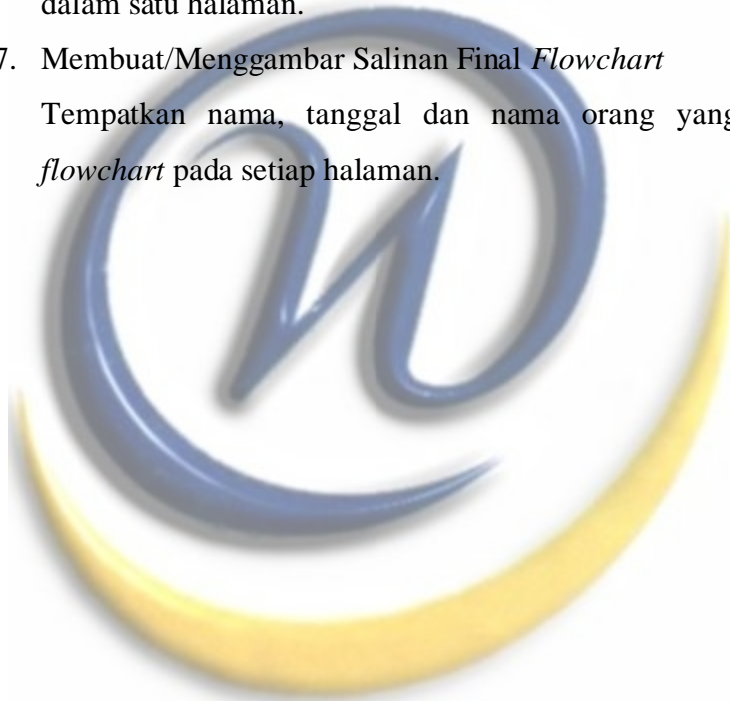 dalam satu halaman.
7. Membuat/Menggambar Salinan Final Flowchart
Tempatkan nama, tanggal dan nama orang yang
flowchart pada setiap halaman.